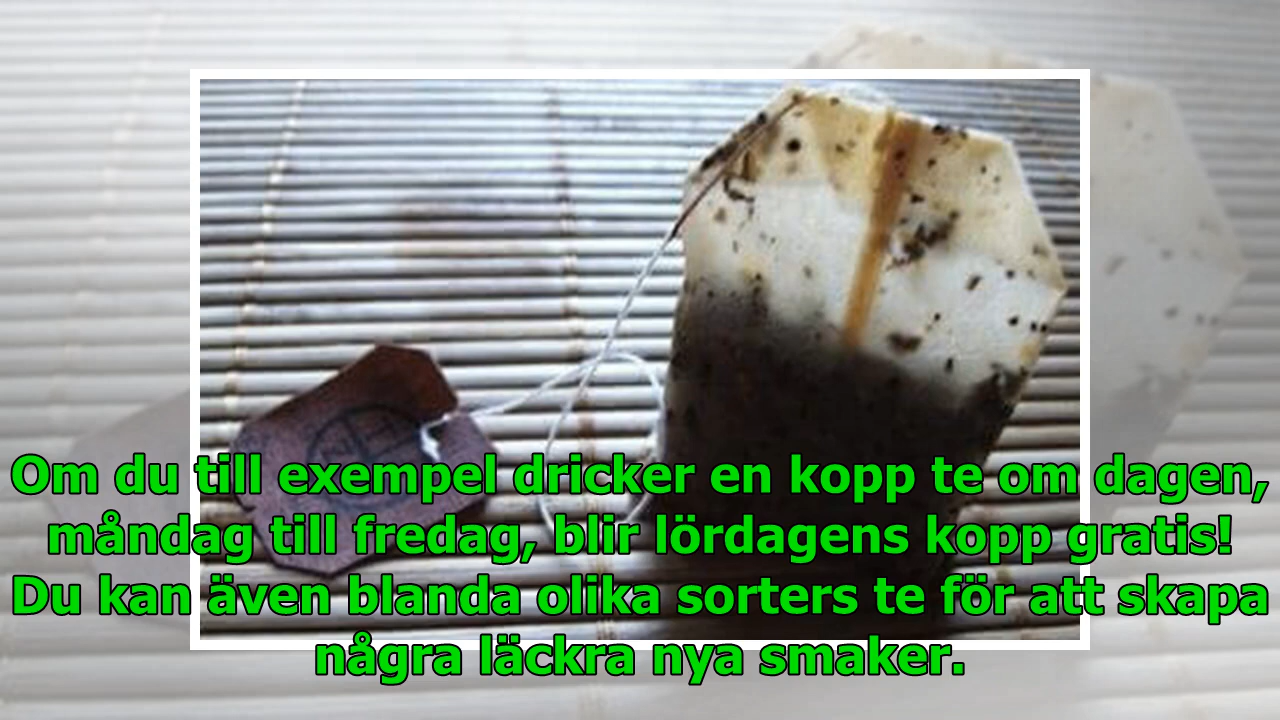 Om du till exempel dricker en kopp te om dagen,
måndag till fredag, blir lördagens kopp gratis!
Du kan även blanda olika sorters te för att skapa
några läckra nya smaker.